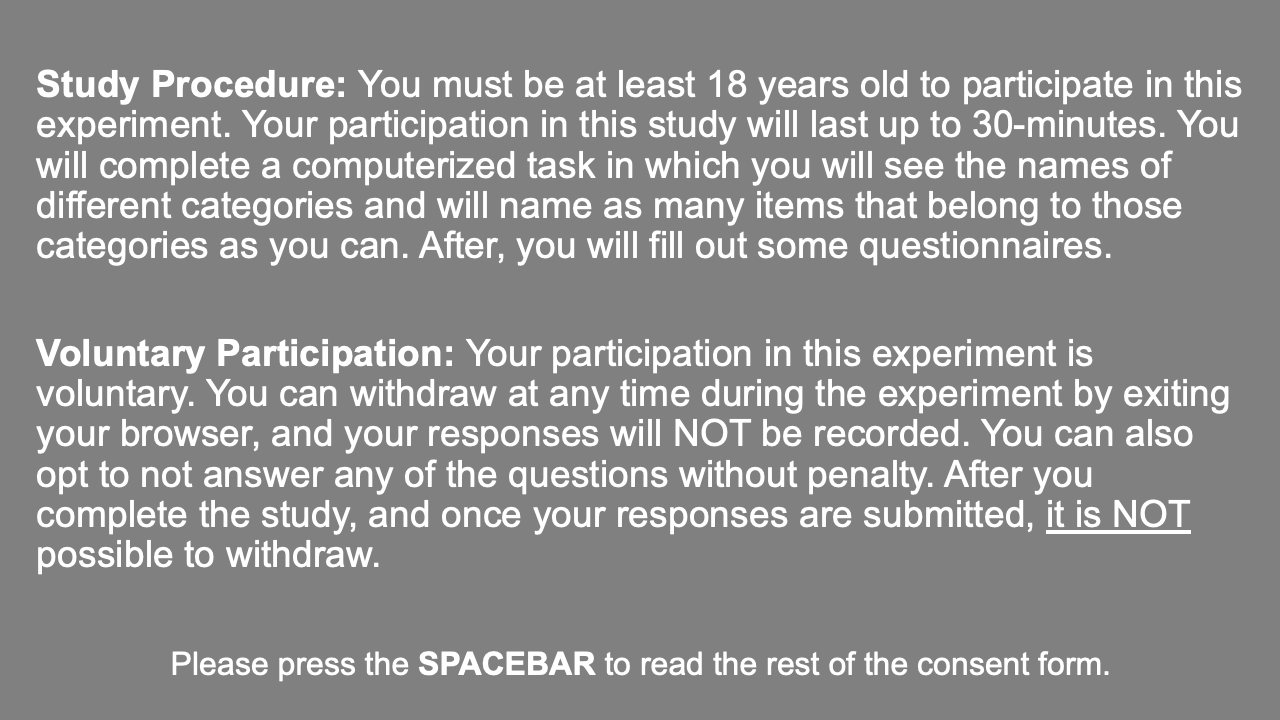 Study Procedure: You must be at least 18 years old to participate in this
experiment. Your participation in this study will last up to 30-minutes. You
will complete a computerized task in which you will see the names of
different categories and will name as many items that belong to those
categories as you can. After, you will fill out some questionnaires.
Voluntary Participation: Your participation in this experiment is
voluntary. You can withdraw at any time during the experiment by exiting
your browser, and your responses will NOT be recorded. You can also
opt to not answer any of the questions without penalty. After you
complete the study, and once your responses are submitted, it is NOT
possible to withdraw.
Please press the SPACEBAR to read the rest of the consent form.